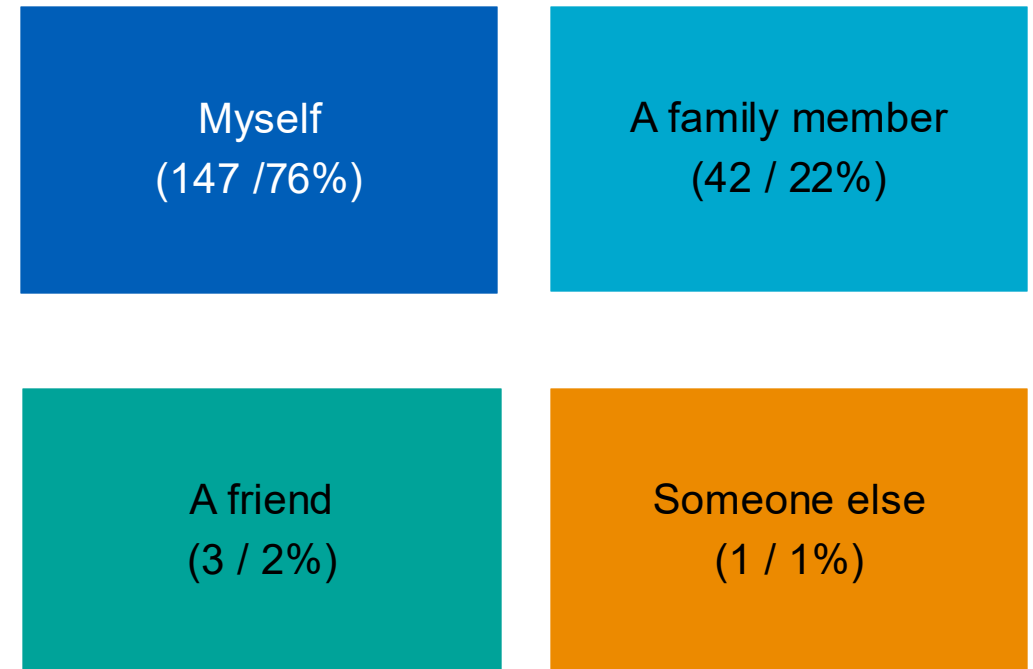 Myself
(147 /76%)
A family member
(42 / 22%)
A friend
(3 / 2%)
Someone else
(1 / 1%)